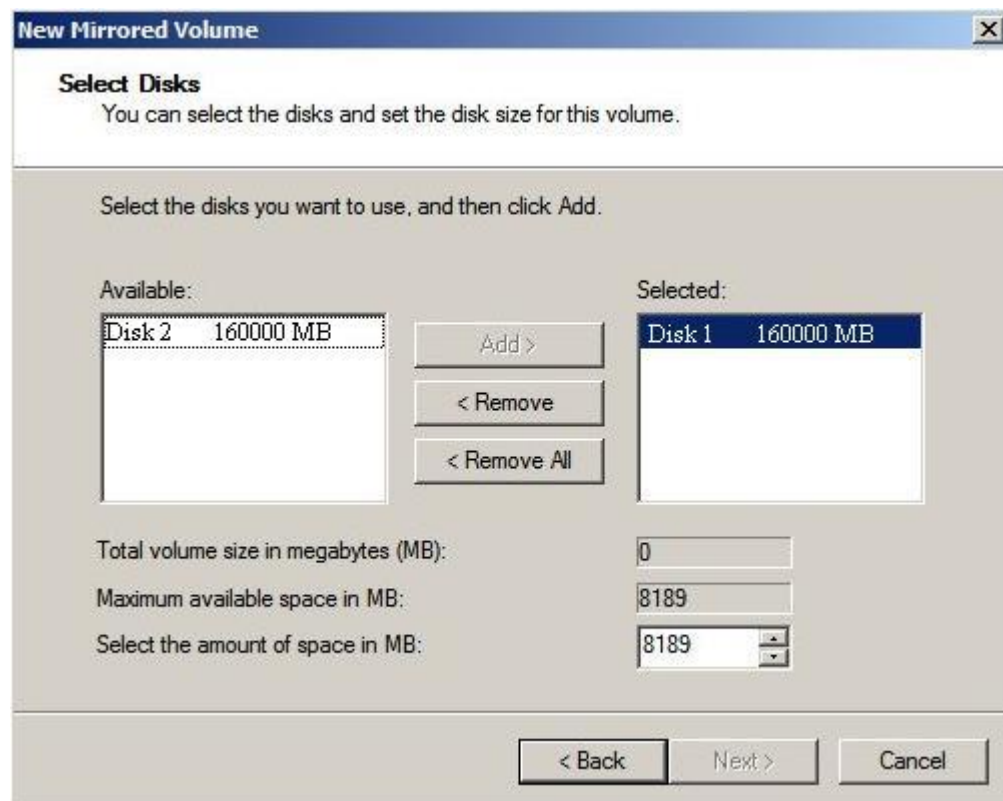 New Mirrored Volume
Select Disks
You can select the disks and set the disk size for this volume.
Select the disks you want to use, and then click Add.
Available:
Selected:
Disk 2 160000 MB
Add >
Disk 1 160000 MB
< Remove
< Remove All
Total volume size in megabytes (MB):
0
Maximum available space in MB:
8189
Select the amount of space in MB:
8189
< Back
Next >
Cancel